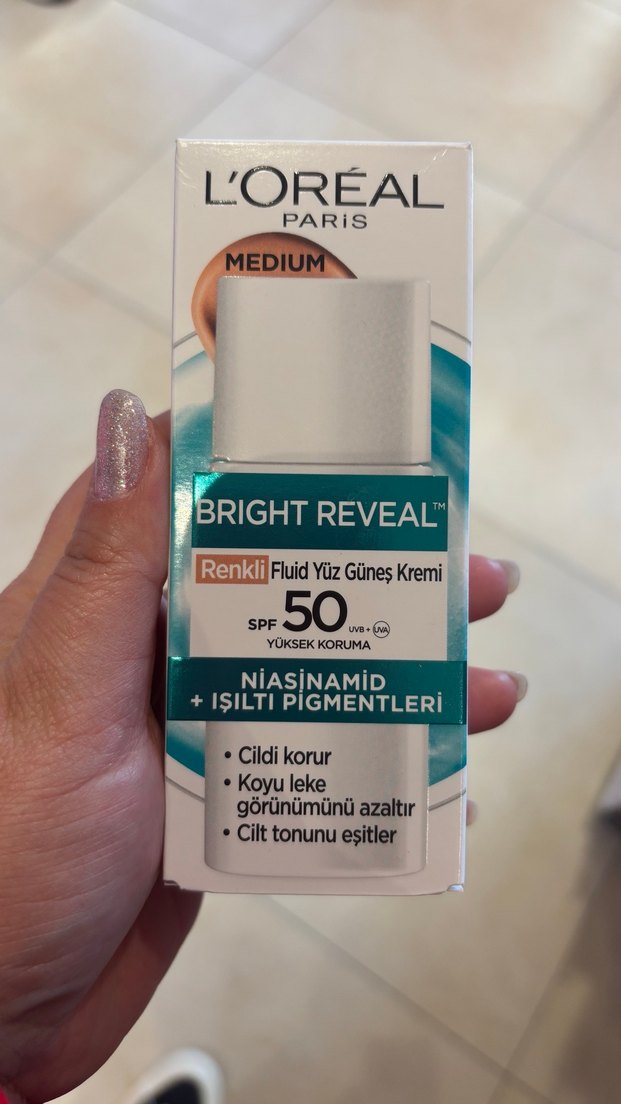 L'ORÉAL
PARİS
MEDIUM
BRIGHT REVEAL™
Renkli Fluid Yüz Güneş Kremi
SPF 50 UVB + UVA
YÜKSEK KORUMA
NİASİNAMİD
+ IŞILTI PİGMENTLERİ
• Cildi korur
• Koyu leke
görünümünü azaltır
• Cilt tonunu eşitler